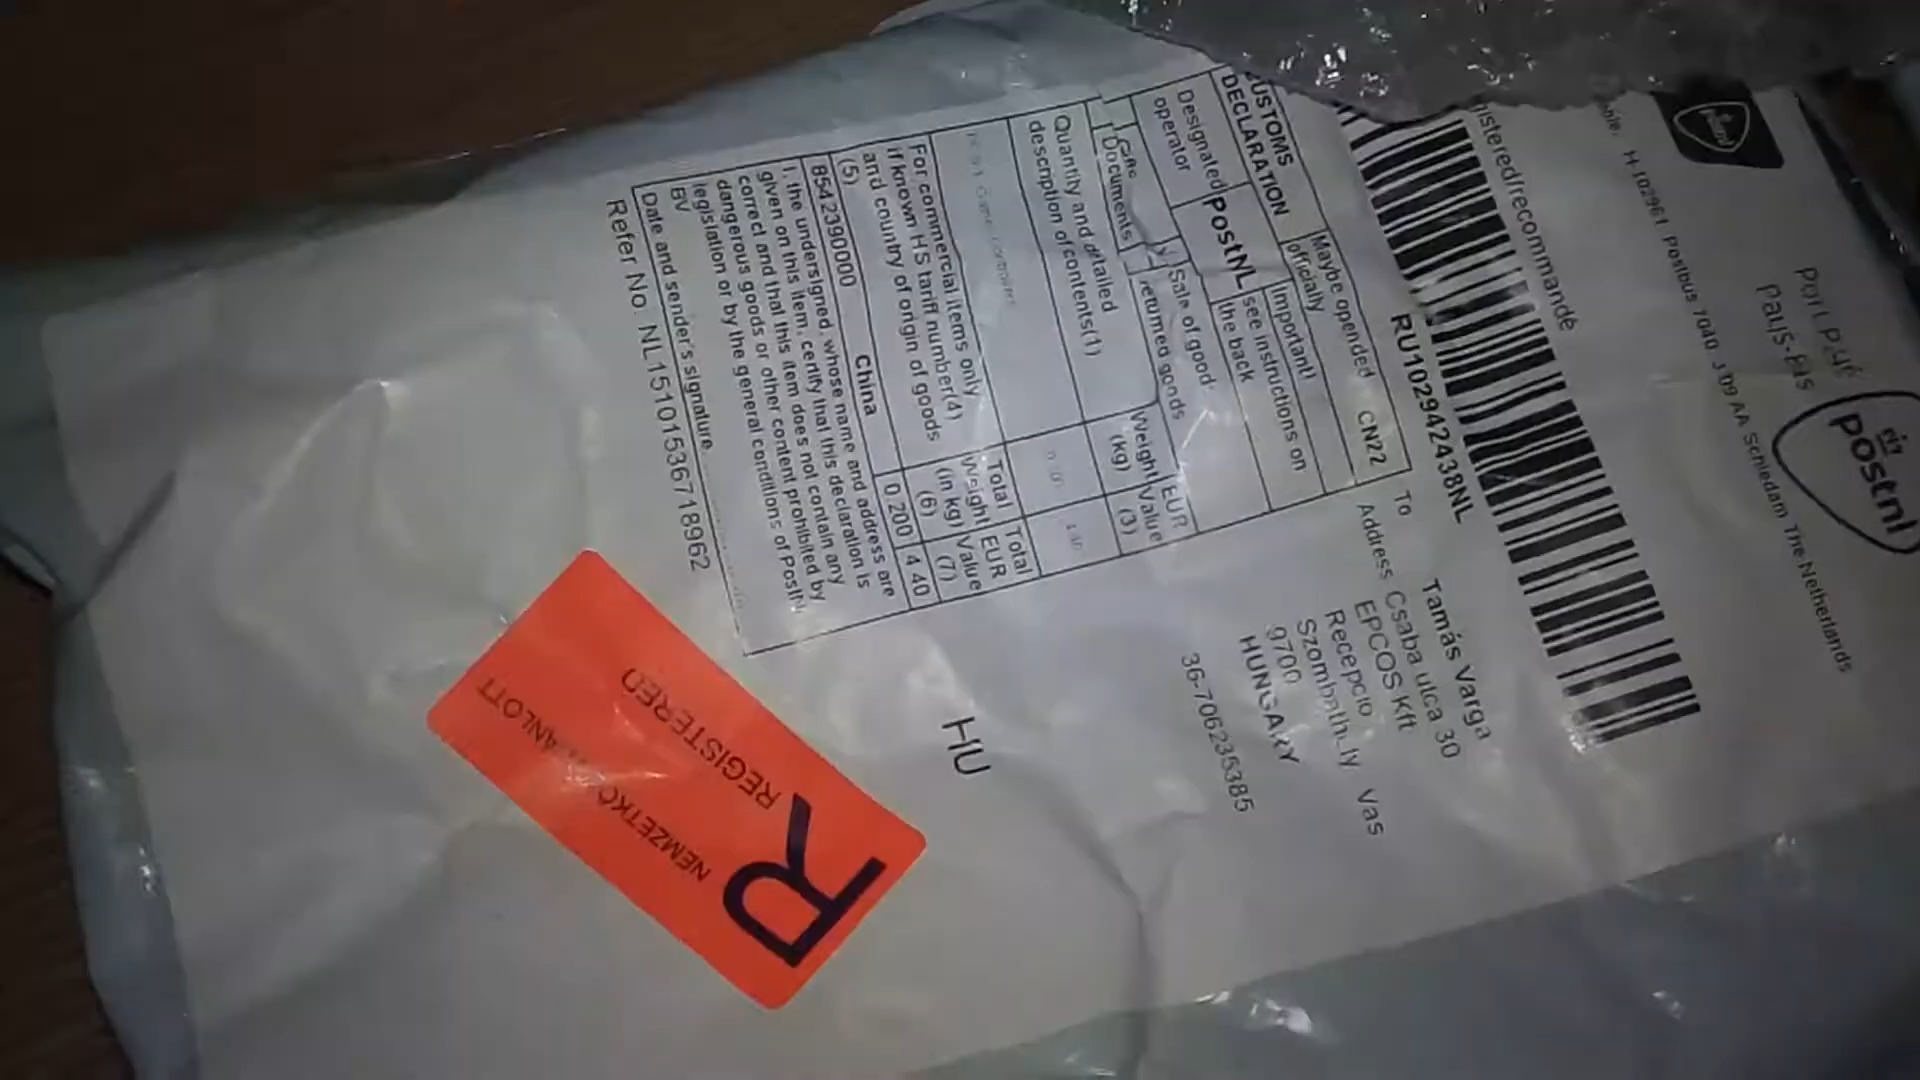 postnl
Port Payé
Pays-Bas
postnl
Postbus 7040, 3109 AA Schiedam The Netherlands
RU102942438NL
To
Tamás Varga
Address
Csaba utca 30
EPCOS Kft
Recepcio
Vas
9700
HUNGARY
36-706235385
CUSTOMS
DECLARATION
Maybe opended
officially
CN22
Designated
operator
POSTNL
Important!
see instructions on
the back
Documents
Sale of good
returned goods
Quantity and detailed
description of contents(1)
Weight
(kg)
EUR
Value
(3)
For commercial items only
If known HS tariff number(4)
and country of origin of goods
(5)
Total
Weight
(in kg)
(6)
Total
EUR
Value
(7)
8542390000
China
0.200
4.40
I, the undersigned, whose name and address are
given on this item, certify that this declaration is
correct and that this item does not contain any
dangerous goods or other content prohibited by
legislation or by the general conditions of PostNL
BV
Date and sender's signature
Refer No. NL15101536718962
HU
R
REGISTERED